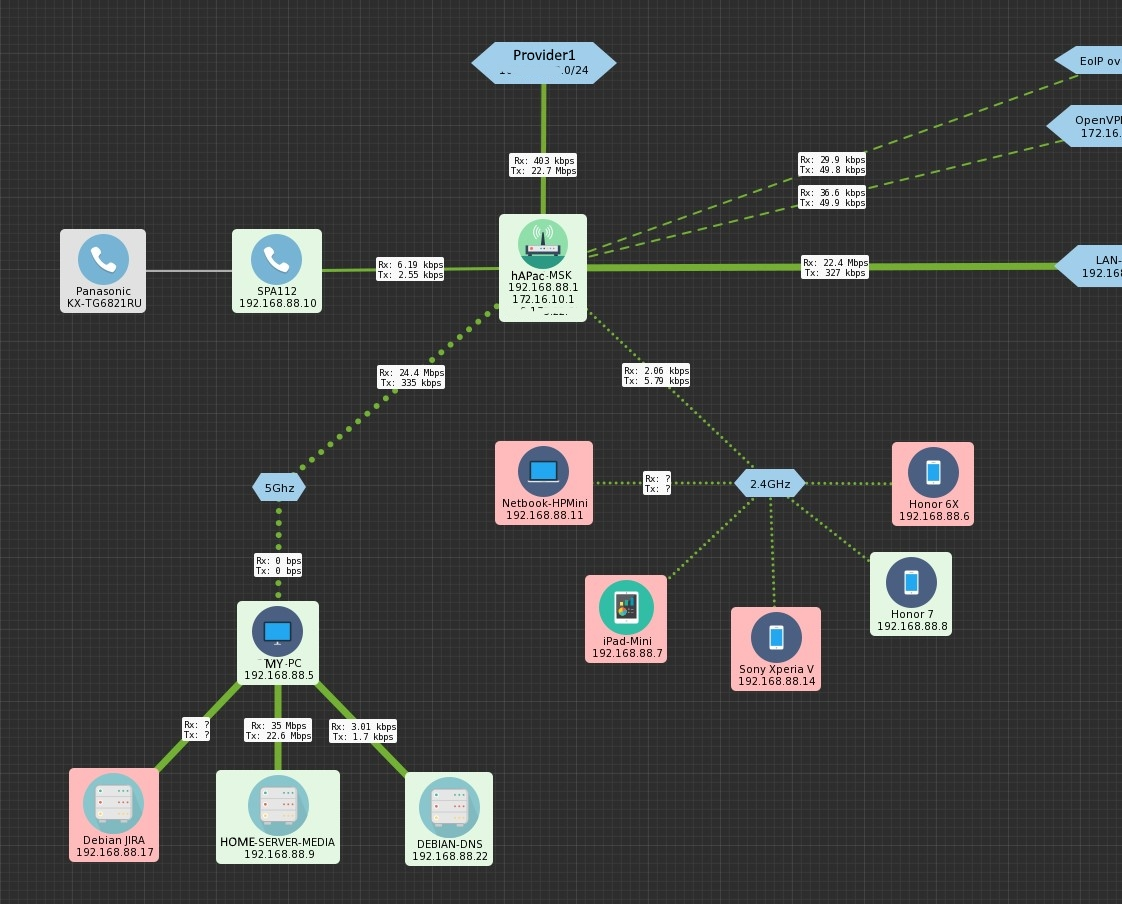 Provider1
.0/24
EoIP ov
OpenVP
172.16.
Rx: 403 kbps
Tx: 22.7 Mbps
Rx: 29.9 kbps
Tx: 49.8 kbps
Rx: 36.6 kbps
Tx: 49.9 kbps
Panasonic
KX-TG6821RU
SPA112
192.168.88.10
Rx: 6.19 kbps
Tx: 2.55 kbps
hAPac-MSK
192.168.88.1
172.16.10.1
Rx: 22.4 Mbps
Tx: 327 kbps
LAN-
192.168
Rx: 24.4 Mbps
Tx: 335 kbps
Rx: 2.06 kbps
Tx: 5.79 kbps
5Ghz
Netbook-HPMini
192.168.88.11
Rx: ?
Tx: ?
2.4GHz
Honor 6X
192.168.88.6
Rx: 0 bps
Tx: 0 bps
MY-PC
192.168.88.5
iPad-Mini
192.168.88.7
Sony Xperia V
192.168.88.14
Honor 7
192.168.88.8
Rx: ?
Tx: ?
Rx: 35 Mbps
Tx: 22.6 Mbps
Rx: 3.01 kbps
Tx: 1.7 kbps
Debian JIRA
192.168.88.17
HOME-SERVER-MEDIA
192.168.88.9
DEBIAN-DNS
192.168.88.22